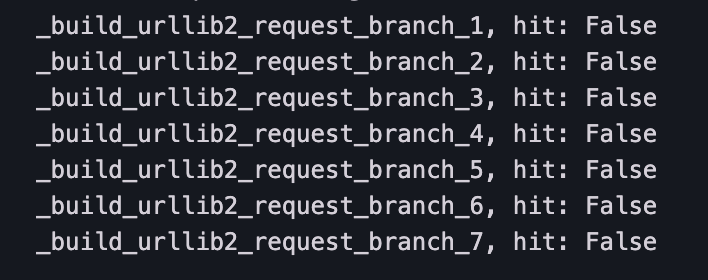 _build_urllib2_request_branch_1, hit: False
_build_urllib2_request_branch_2, hit: False
_build_urllib2_request_branch_3, hit: False
_build_urllib2_request_branch_4, hit: False
_build_urllib2_request_branch_5, hit: False
_build_urllib2_request_branch_6, hit: False
_build_urllib2_request_branch_7, hit: False